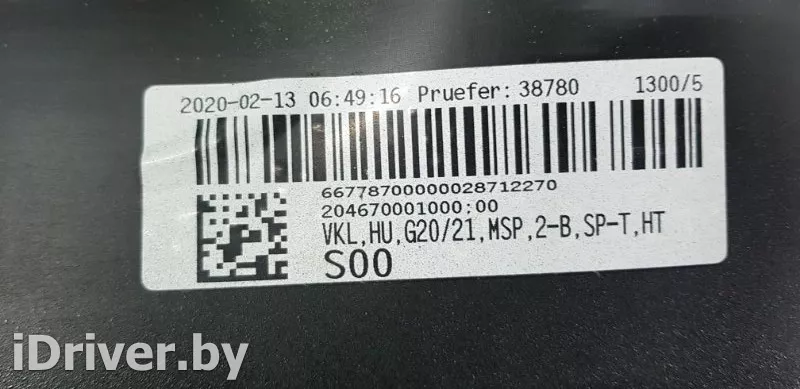 2020-02-13 06:49:16 Pruefer: 38780 1300/5
66778700000028712270
204670001000;00
VKL,HU,G20/21,MSP,2-B,SP-T,HT
S00
iDriver.by